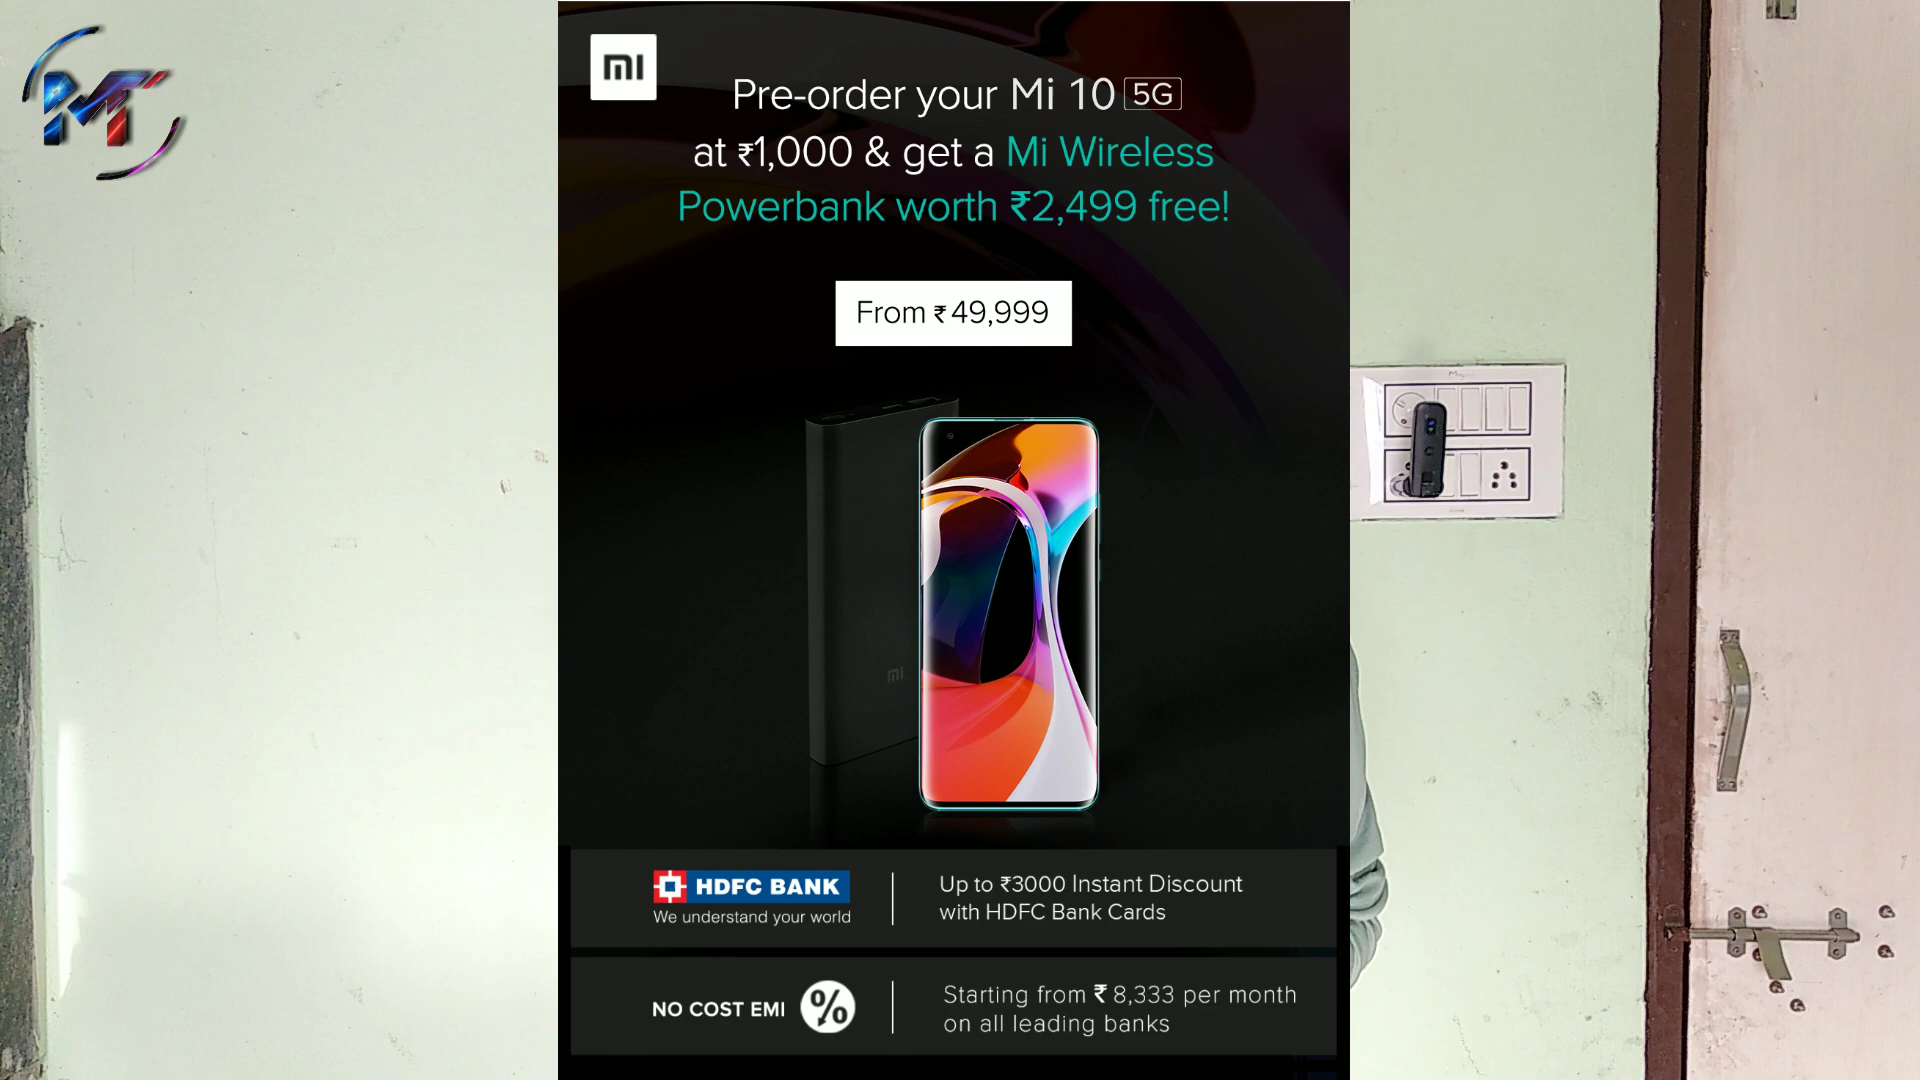 MT
mi
Pre-order your Mi 10 5G
at ₹1,000 & get a Mi Wireless
Powerbank worth ₹2,499 free!
From ₹ 49,999
mi
HDFC BANK
We understand your world
Up to ₹3000 Instant Discount
with HDFC Bank Cards
NO COST EMI %
Starting from ₹ 8,333 per month
on all leading banks